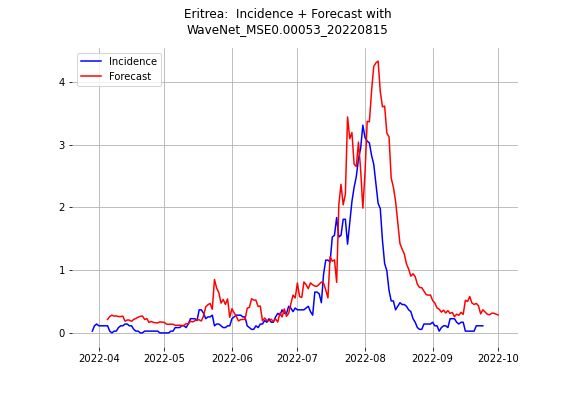 Eritrea:  Incidence + Forecast with
WaveNet_MSE0.00053_20220815
Incidence
Forecast
4
3
2
1
0
2022-04 2022-05 2022-06 2022-07 2022-08 2022-09 2022-10